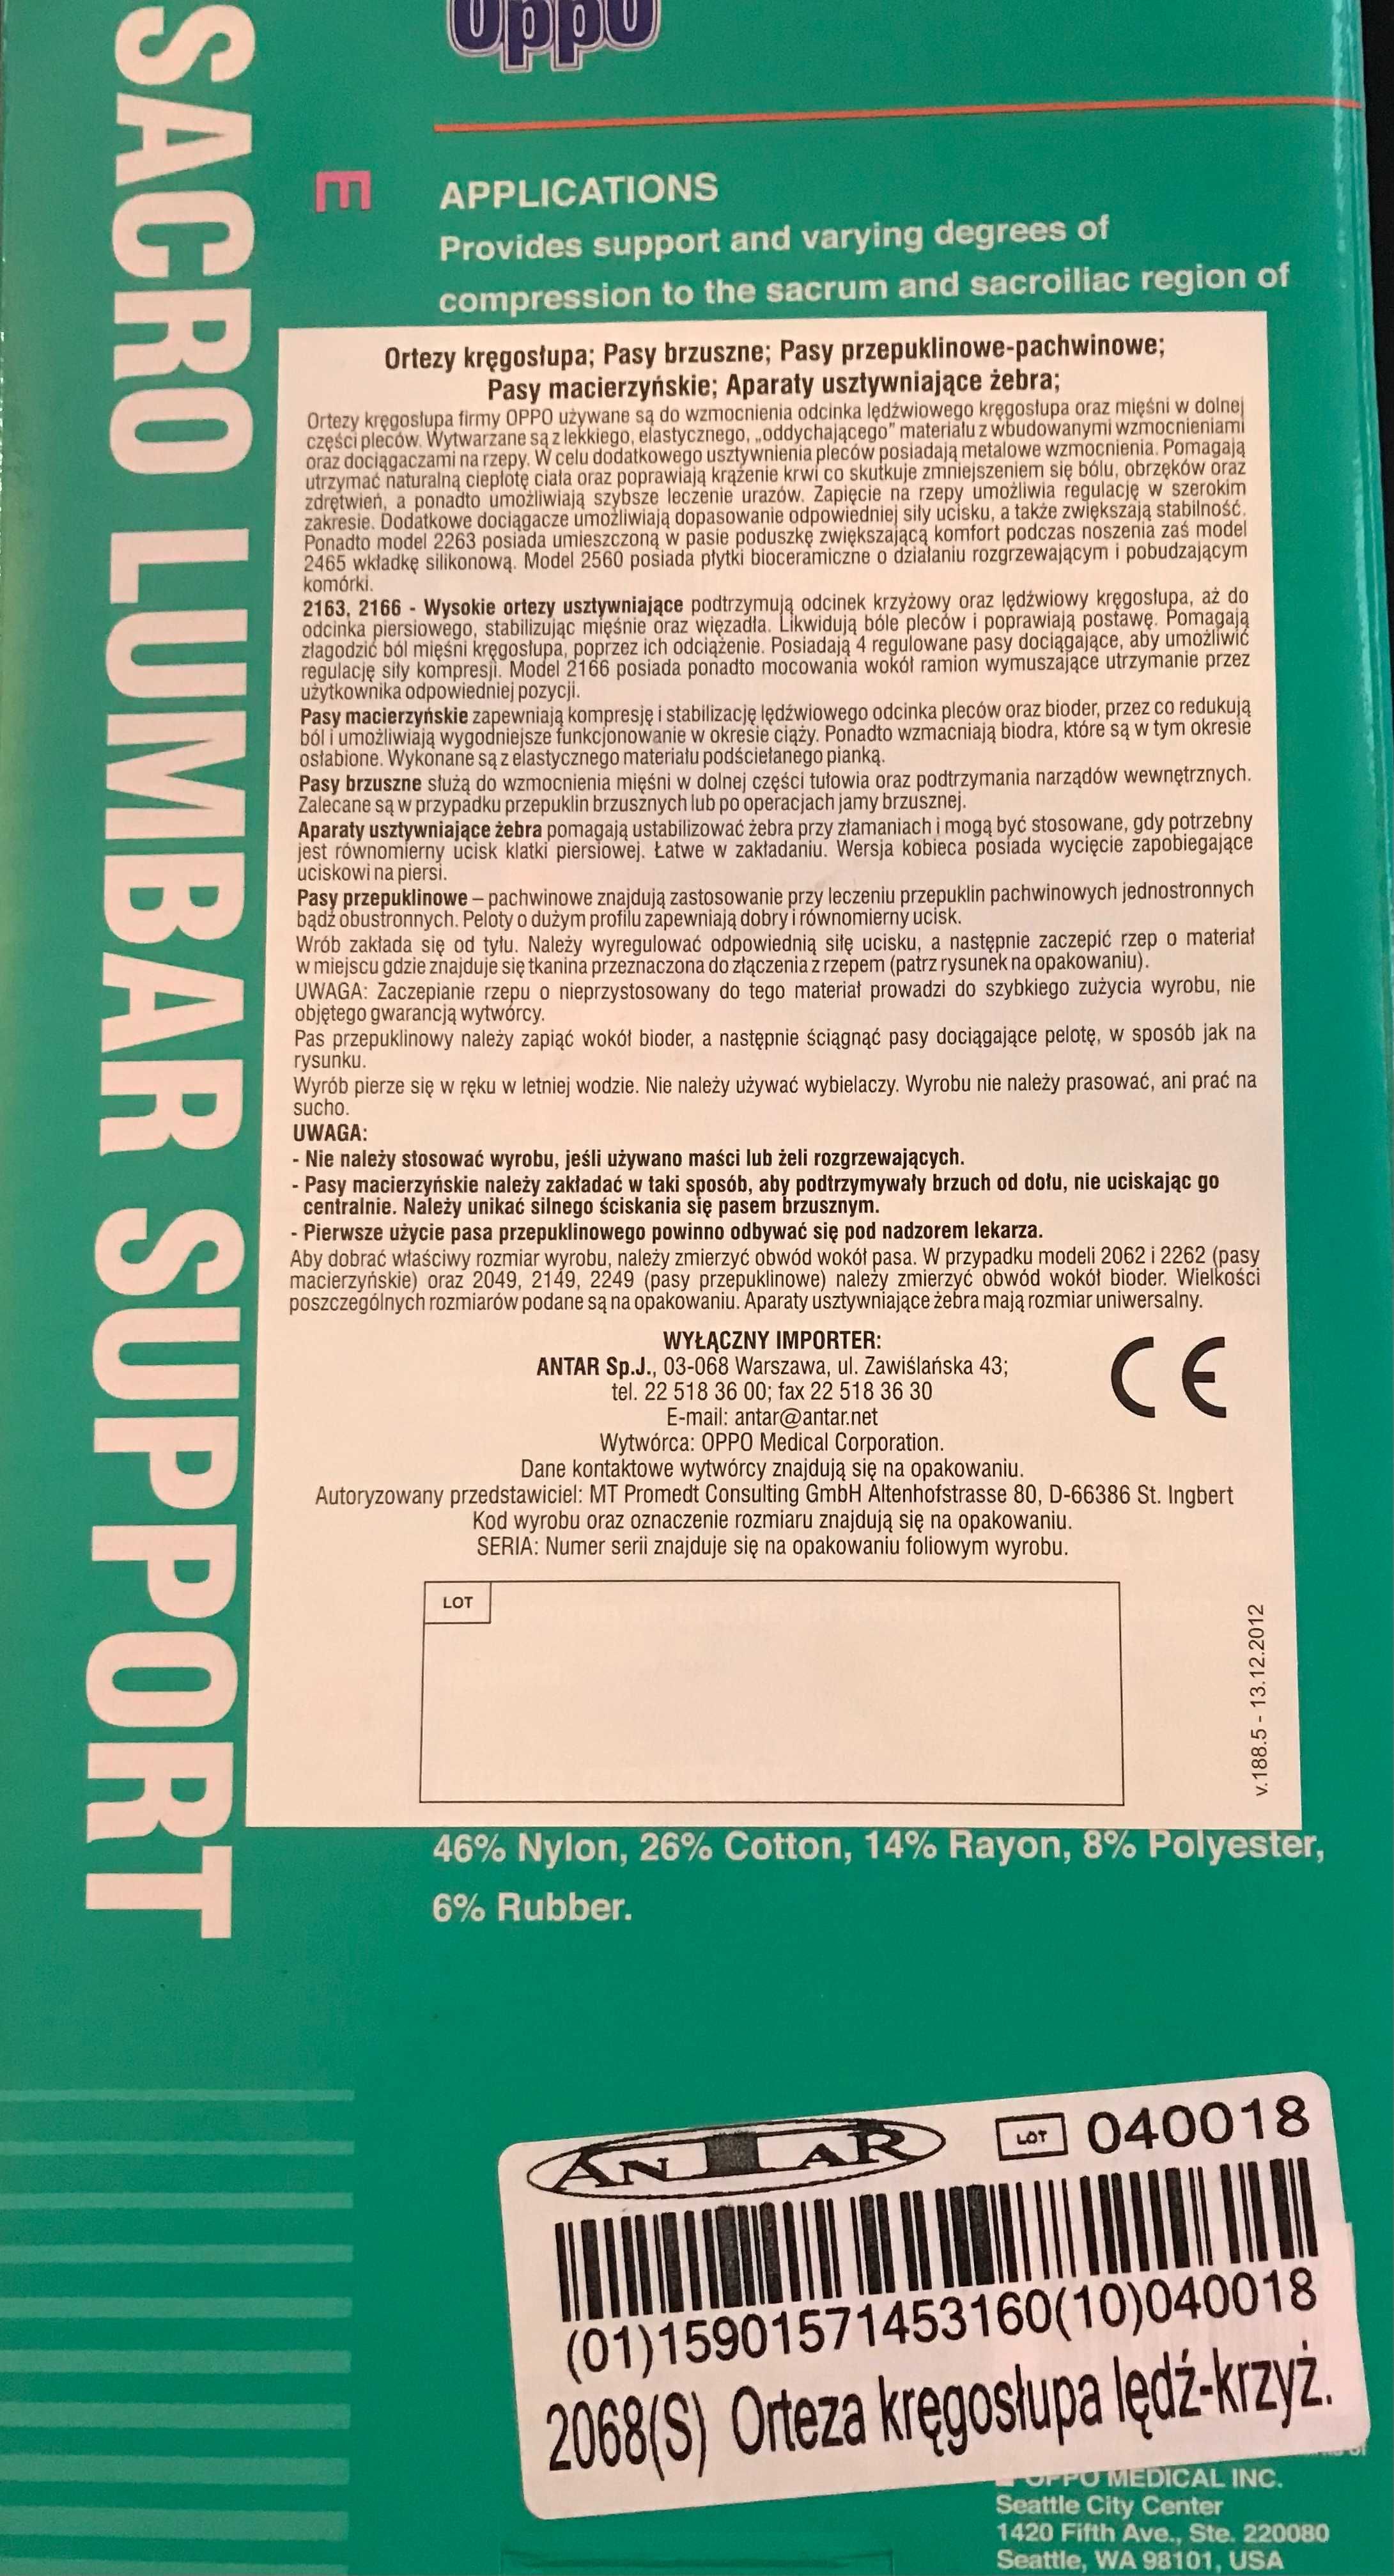 Oppo
SACRO LUMBAR SUPPORT
E
APPLICATIONS
Provides support and varying degrees of
compression to the sacrum and sacroiliac region of
Ortezy kręgosłupa; Pasy brzuszne; Pasy przepuklinowe-pachwinowe;
Pasy macierzyńskie; Aparaty usztywniające żebra;
Ortezy kręgosłupa firmy OPPO używane są do wzmocnienia odcinka lędźwiowego kręgosłupa oraz mięśni w dolnej
części pleców. Wytwarzane są z lekkiego, elastycznego, „oddychającego" materiału z wbudowanymi wzmocnieniami
oraz dociągaczami na rzepy. W celu dodatkowego usztywnienia pleców posiadają metalowe wzmocnienia. Pomagają
utrzymać naturalną ciepłotę ciała oraz poprawiają krążenie krwi co skutkuje zmniejszeniem się bólu, obrzęków oraz
zdrętwień, a ponadto umożliwiają szybsze leczenie urazów. Zapięcie na rzepy umożliwia regulację w szerokim
zakresie. Dodatkowe dociągacze umożliwiają dopasowanie odpowiedniej siły ucisku, a także zwiększają stabilność.
Ponadto model 2263 posiada umieszczoną w pasie poduszkę zwiększającą komfort podczas noszenia zaś model
2465 wkładkę silikonową. Model 2560 posiada płytki bioceramiczne o działaniu rozgrzewającym i pobudzającym
komórki.
2163, 2166 - Wysokie ortezy usztywniające podtrzymują odcinek krzyżowy oraz lędźwiowy kręgosłupa, aż do
odcinka piersiowego, stabilizując mięśnie oraz więzadła. Likwidują bóle pleców i poprawiają postawę. Pomagają
złagodzić ból mięśni kręgosłupa, poprzez ich odciążenie. Posiadają 4 regulowane pasy dociągające, aby umożliwić
regulację siły kompresji. Model 2166 posiada ponadto mocowania wokół ramion wymuszające utrzymanie przez
użytkownika odpowiedniej pozycji.
Pasy macierzyńskie zapewniają kompresję i stabilizację lędźwiowego odcinka pleców oraz bioder, przez co redukują
ból i umożliwiają wygodniejsze funkcjonowanie w okresie ciąży. Ponadto wzmacniają biodra, które są w tym okresie
osłabione. Wykonane są z elastycznego materiału podściełanego pianką.
Pasy brzuszne służą do wzmocnienia mięśni w dolnej części tułowia oraz podtrzymania narządów wewnętrznych.
Zalecane są w przypadku przepuklin brzusznych lub po operacjach jamy brzusznej.
Aparaty usztywniające żebra pomagają ustabilizować żebra przy złamaniach i mogą być stosowane, gdy potrzebny
jest równomierny ucisk klatki piersiowej. Łatwe w zakładaniu. Wersja kobieca posiada wycięcie zapobiegające
uciskowi na piersi.
Pasy przepuklinowe – pachwinowe znajdują zastosowanie przy leczeniu przepuklin pachwinowych jednostronnych
bądź obustronnych. Peloty o dużym profilu zapewniają dobry i równomierny ucisk.
Wrób zakłada się od tyłu. Należy wyregulować odpowiednią siłę ucisku, a następnie zaczepić rzep o materiał
w miejscu gdzie znajduje się tkanina przeznaczona do złączenia z rzepem (patrz rysunek na opakowaniu).
UWAGA: Zaczepianie rzepu o nieprzystosowany do tego materiał prowadzi do szybkiego zużycia wyrobu, nie
objętego gwarancją wytwórcy.
Pas przepuklinowy należy zapiąć wokół bioder, a następnie ściągnąć pasy dociągające pelotę, w sposób jak na
rysunku.
Wyrób pierze się w ręku w letniej wodzie. Nie należy używać wybielaczy. Wyrobu nie należy prasować, ani prać na
sucho.
UWAGA:
- Nie należy stosować wyrobu, jeśli używano maści lub żeli rozgrzewających.
- Pasy macierzyńskie należy zakładać w taki sposób, aby podtrzymywały brzuch od dołu, nie uciskając go
centralnie. Należy unikać silnego ściskania się pasem brzusznym.
- Pierwsze użycie pasa przepuklinowego powinno odbywać się pod nadzorem lekarza.
Aby dobrać właściwy rozmiar wyrobu, należy zmierzyć obwód wokół pasa. W przypadku modeli 2062 i 2262 (pasy
macierzyńskie) oraz 2049, 2149, 2249 (pasy przepuklinowe) należy zmierzyć obwód wokół bioder. Wielkości
poszczególnych rozmiarów podane są na opakowaniu. Aparaty usztywniające żebra mają rozmiar uniwersalny.
WYŁĄCZNY IMPORTER:
ANTAR Sp.J., 03-068 Warszawa, ul. Zawiślańska 43;
tel. 22 518 36 00; fax 22 518 36 30
E-mail: antar@antar.net
CE
Wytwórca: OPPO Medical Corporation.
Dane kontaktowe wytwórcy znajdują się na opakowaniu.
Autoryzowany przedstawiciel: MT Promedt Consulting GmbH Altenhofstrasse 80, D-66386 St. Ingbert
Kod wyrobu oraz oznaczenie rozmiaru znajdują się na opakowaniu.
SERIA: Numer serii znajduje się na opakowaniu foliowym wyrobu.
LOT
v.188.5 - 13.12.2012
46% Nylon, 26% Cotton, 14% Rayon, 8% Polyester,
6% Rubber.
ANTAR LOT 040018
(01)15901571453160(10)040018
2068(S) Orteza kręgosłupa lędź-krzyż.
OPPO MEDICAL INC.
Seattle City Center
1420 Fifth Ave., Ste. 220080
Seattle, WA 98101, USA